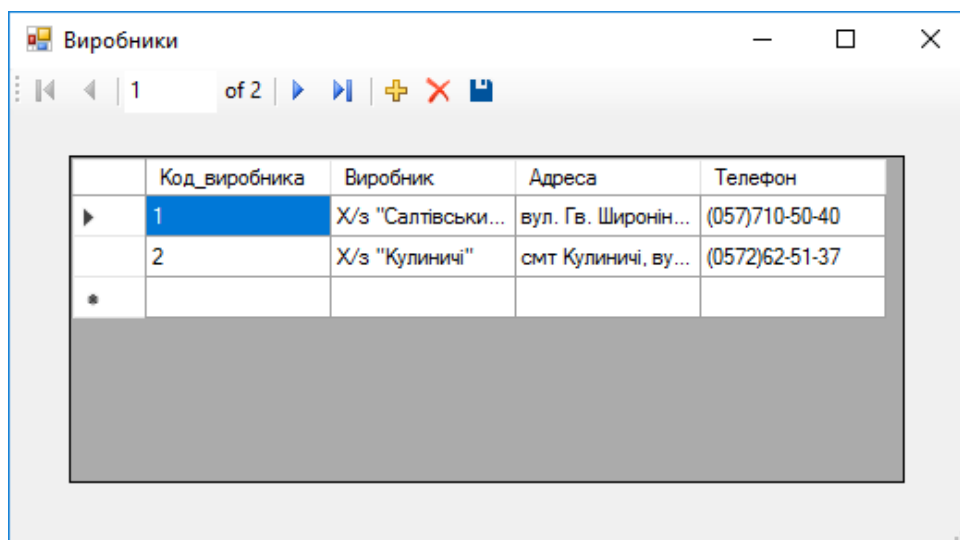 Виробники
1 of 2
Код_виробника Виробник Адреса Телефон
1 Х/з "Салтівськи... вул. Гв. Широнін... (057)710-50-40
2 Х/з "Кулиничі" смт Кулиничі, ву... (0572)62-51-37